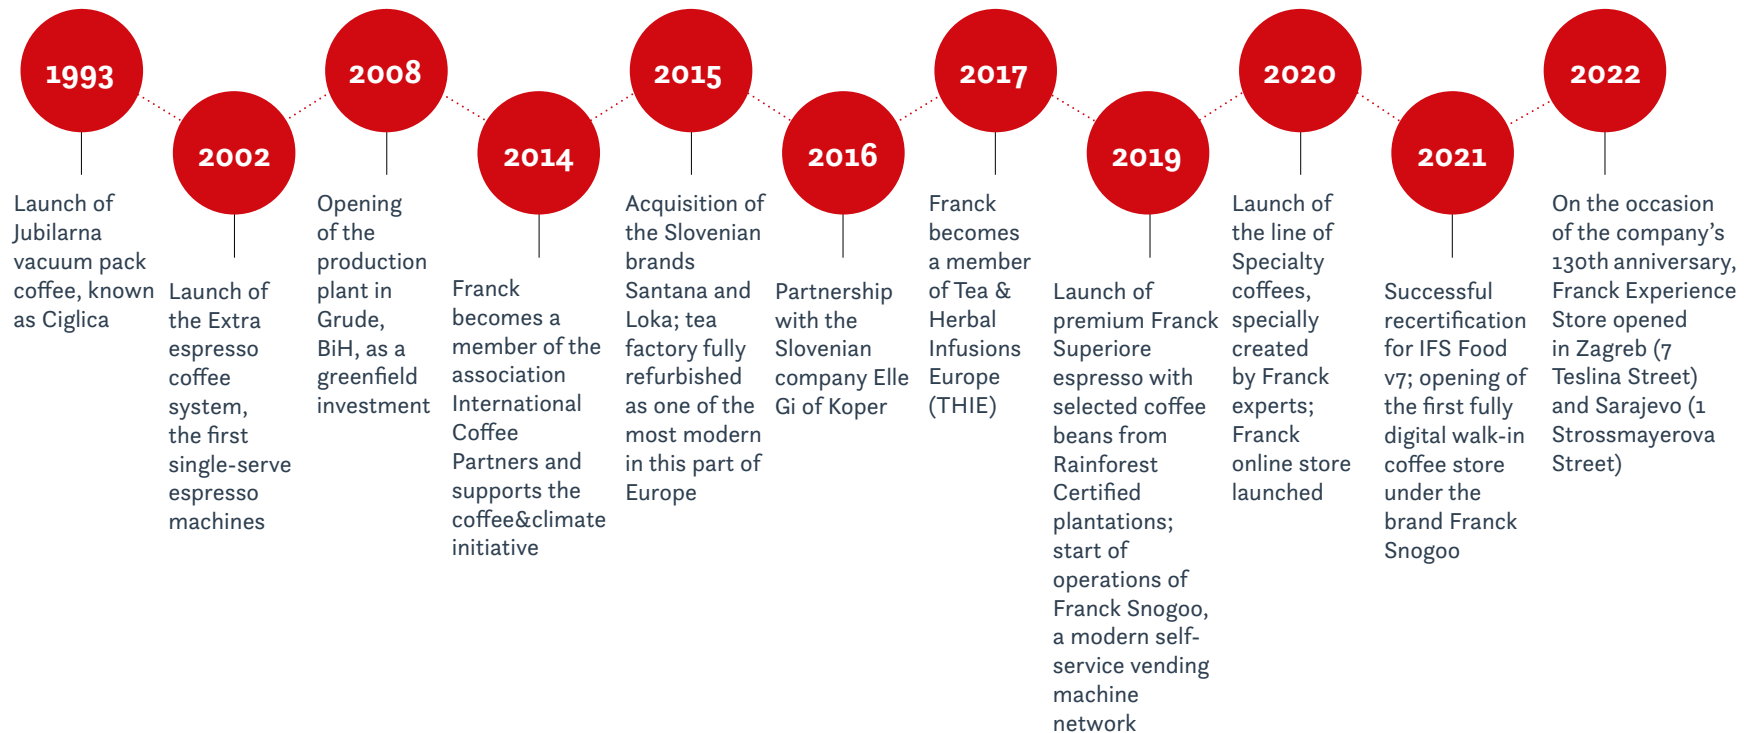 1993
Launch of
Jubilarna
vacuum pack
coffee, known
as Ciglica
2002
Launch of
the Extra
espresso
coffee
system,
the first
single-serve
espresso
machines
2008
Opening
of the
production
plant in
Grude,
BiH, as a
greenfield
investment
2014
Franck
becomes a
member of the
association
International
Coffee
Partners and
supports the
coffee&climate
initiative
2015
Acquisition of
the Slovenian
brands
Santana and
Loka; tea
factory fully
refurbished
as one of the
most modern
in this part of
Europe
2016
Partnership
with the
Slovenian
company Elle
Gi of Koper
2017
Franck
becomes
a member
of Tea &
Herbal
Infusions
Europe
(THIE)
2019
Launch of
premium Franck
Superiore
espresso with
selected coffee
beans from
Rainforest
Certified
plantations;
start of
operations of
Franck Snogoo,
a modern self-
service vending
machine
network
2020
Launch of
the line of
Specialty
coffees,
specially
created
by Franck
experts;
Franck
online store
launched
2021
Successful
recertification
for IFS Food
v7; opening of
the first fully
digital walk-in
coffee store
under the
brand Franck
Snogoo
2022
On the occasion
of the company's
130th anniversary,
Franck Experience
Store opened
in Zagreb (7
Teslina Street)
and Sarajevo (1
Strossmayerova
Street)